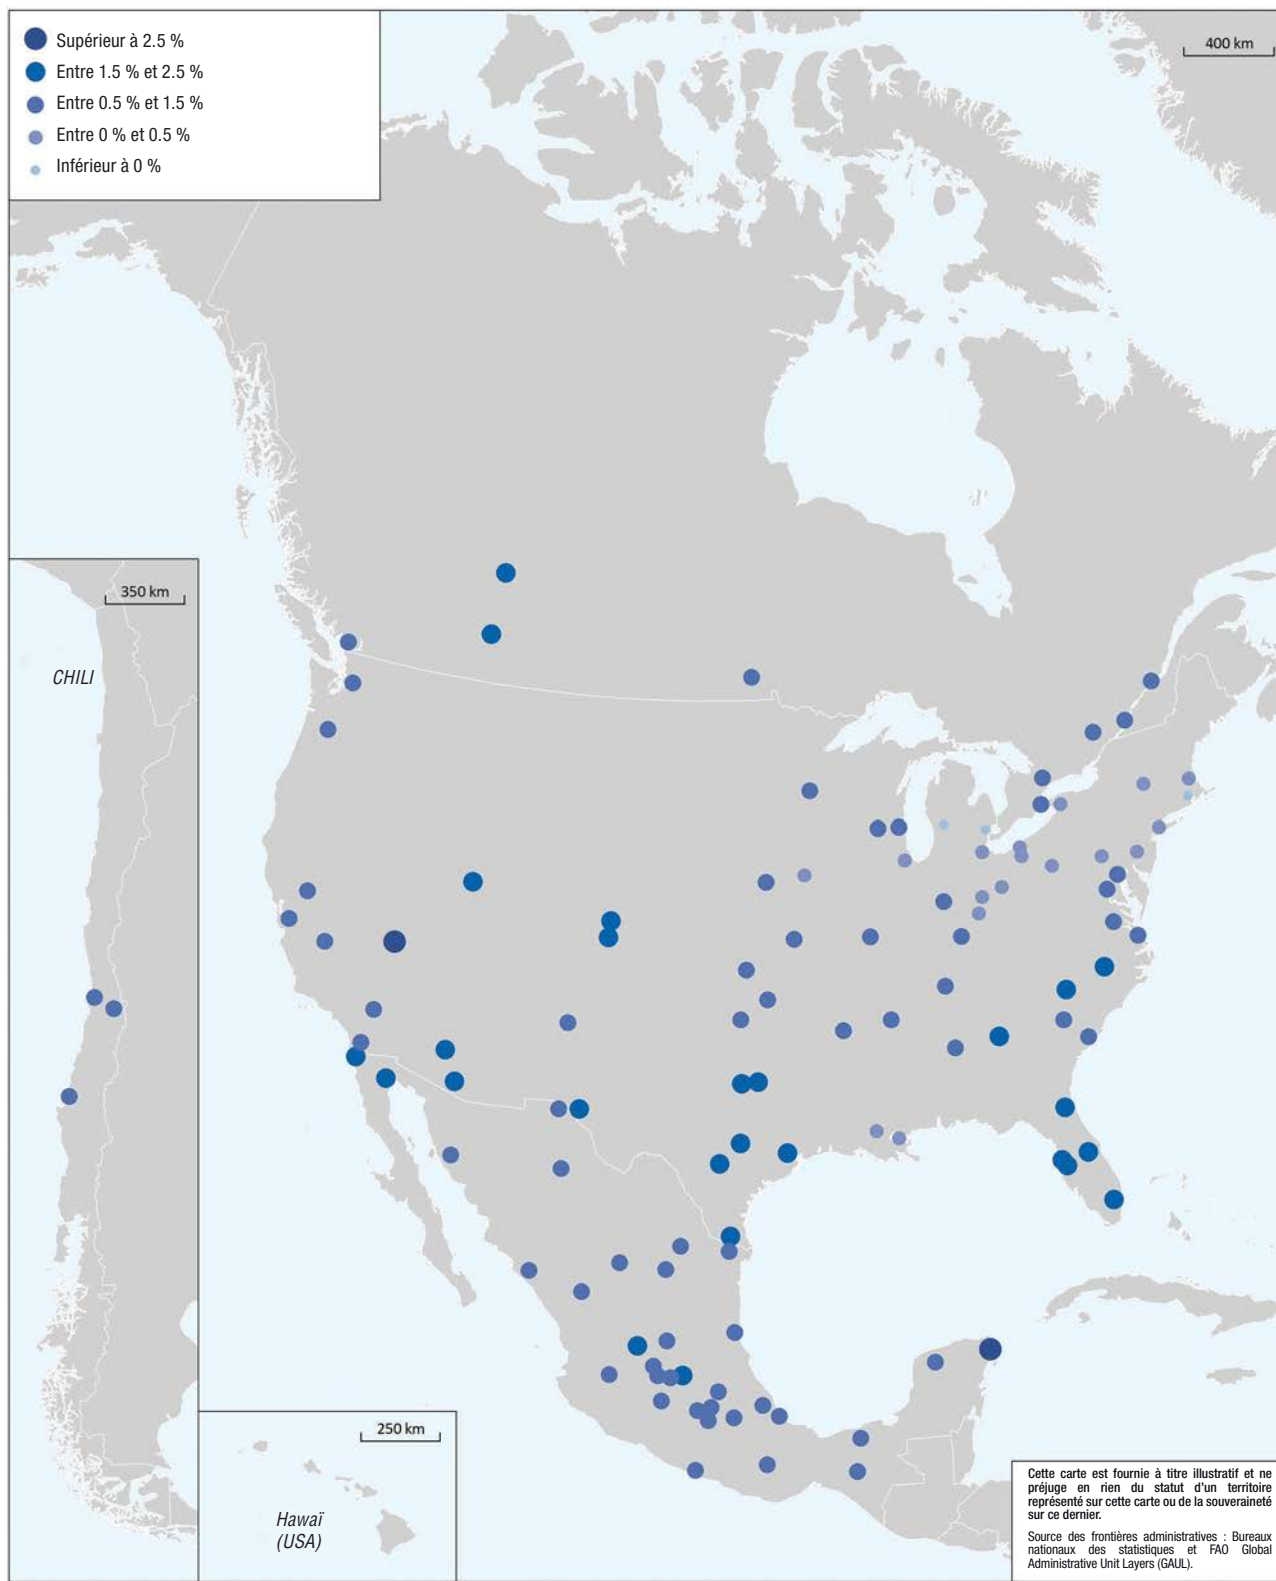 Supérieur à 2.5 %
Entre 1.5 % et 2.5 %
Entre 0.5 % et 1.5 %
Entre 0 % et 0.5 %
Inférieur à 0 %
400 km
350 km
CHILI
250 km
Hawaï
(USA)
Cette carte est fournie à titre illustratif et ne
préjuge en rien du statut d'un territoire
représenté sur cette carte ou de la souveraineté
sur ce dernier.
Source des frontières administratives : Bureaux
nationaux des statistiques et FAO Global
Administrative Unit Layers (GAUL).